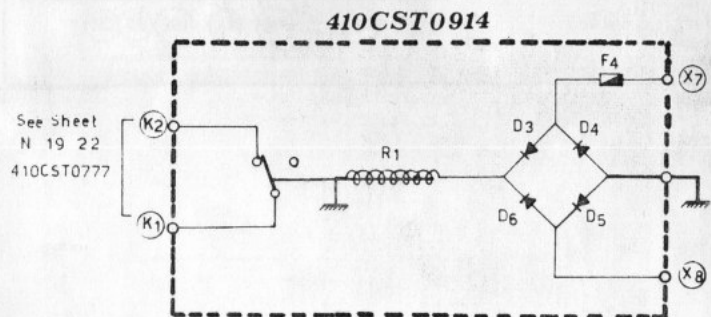 410CST0914
F4
X7
See Sheet
N 19 22
410CST0777
K2
D3
D4
R1
D6
D5
K1
X8